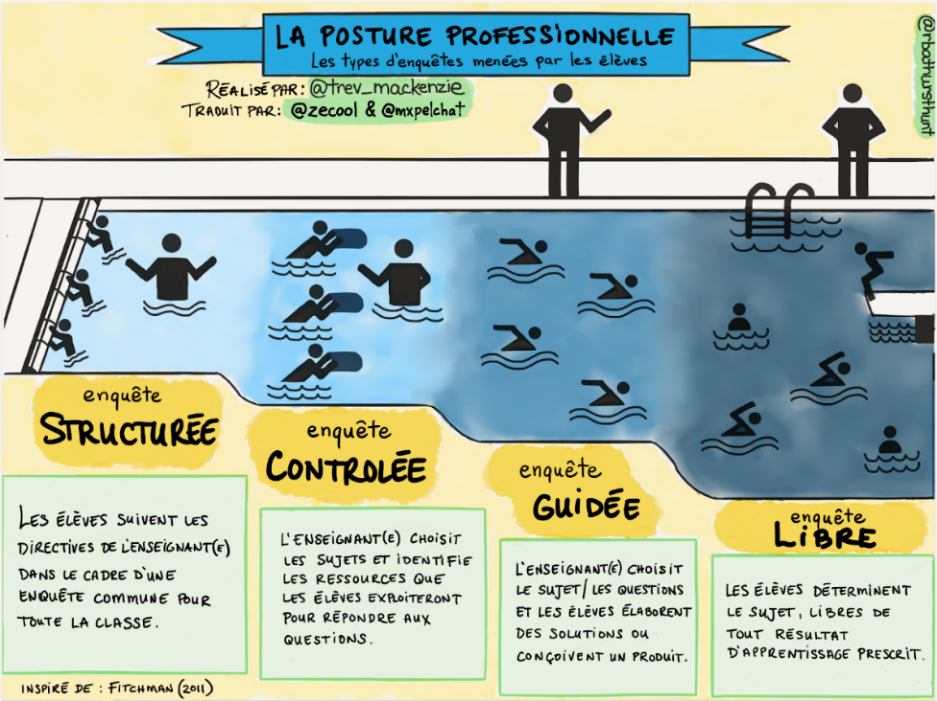 LA POSTURE PROFESSIONNELLE
Les types d'enquêtes menées par les élèves
RÉALISÉ PAR: @trev_mackenzie
TRADUIT PAR: @zecool & @mxpelchat
@rbathursthunt
enquête
STRUCTURÉE
LES ÉLÈVES SUIVENT LES
DIRECTIVES DE L'ENSEIGNANT(E)
DANS LE CADRE D'UNE
ENQUÊTE COMMUNE POUR
TOUTE LA CLASSE.
enquête
CONTROLÉE
L'ENSEIGNANT(E) CHOISIT
LES SUJETS ET IDENTIFIE
LES RESSOURCES QUE
LES ÉLÈVES EXPLOITERONT
POUR RÉPONDRE AUX
QUESTIONS.
enquête
GUIDÉE
L'ENSEIGNANT(E) CHOISIT
LE SUJET/LES QUESTIONS
ET LES ÉLÈVES ÉLABORENT
DES SOLUTIONS OU
CONÇOIVENT UN PRODUIT.
enquête
LIBRE
LES ÉLÈVES DÉTERMINENT
LE SUJET, LIBRES DE
TOUT RÉSULTAT
D'APPRENTISSAGE PRESCRIT.
INSPIRÉ DE : FITCHMAN (2011)